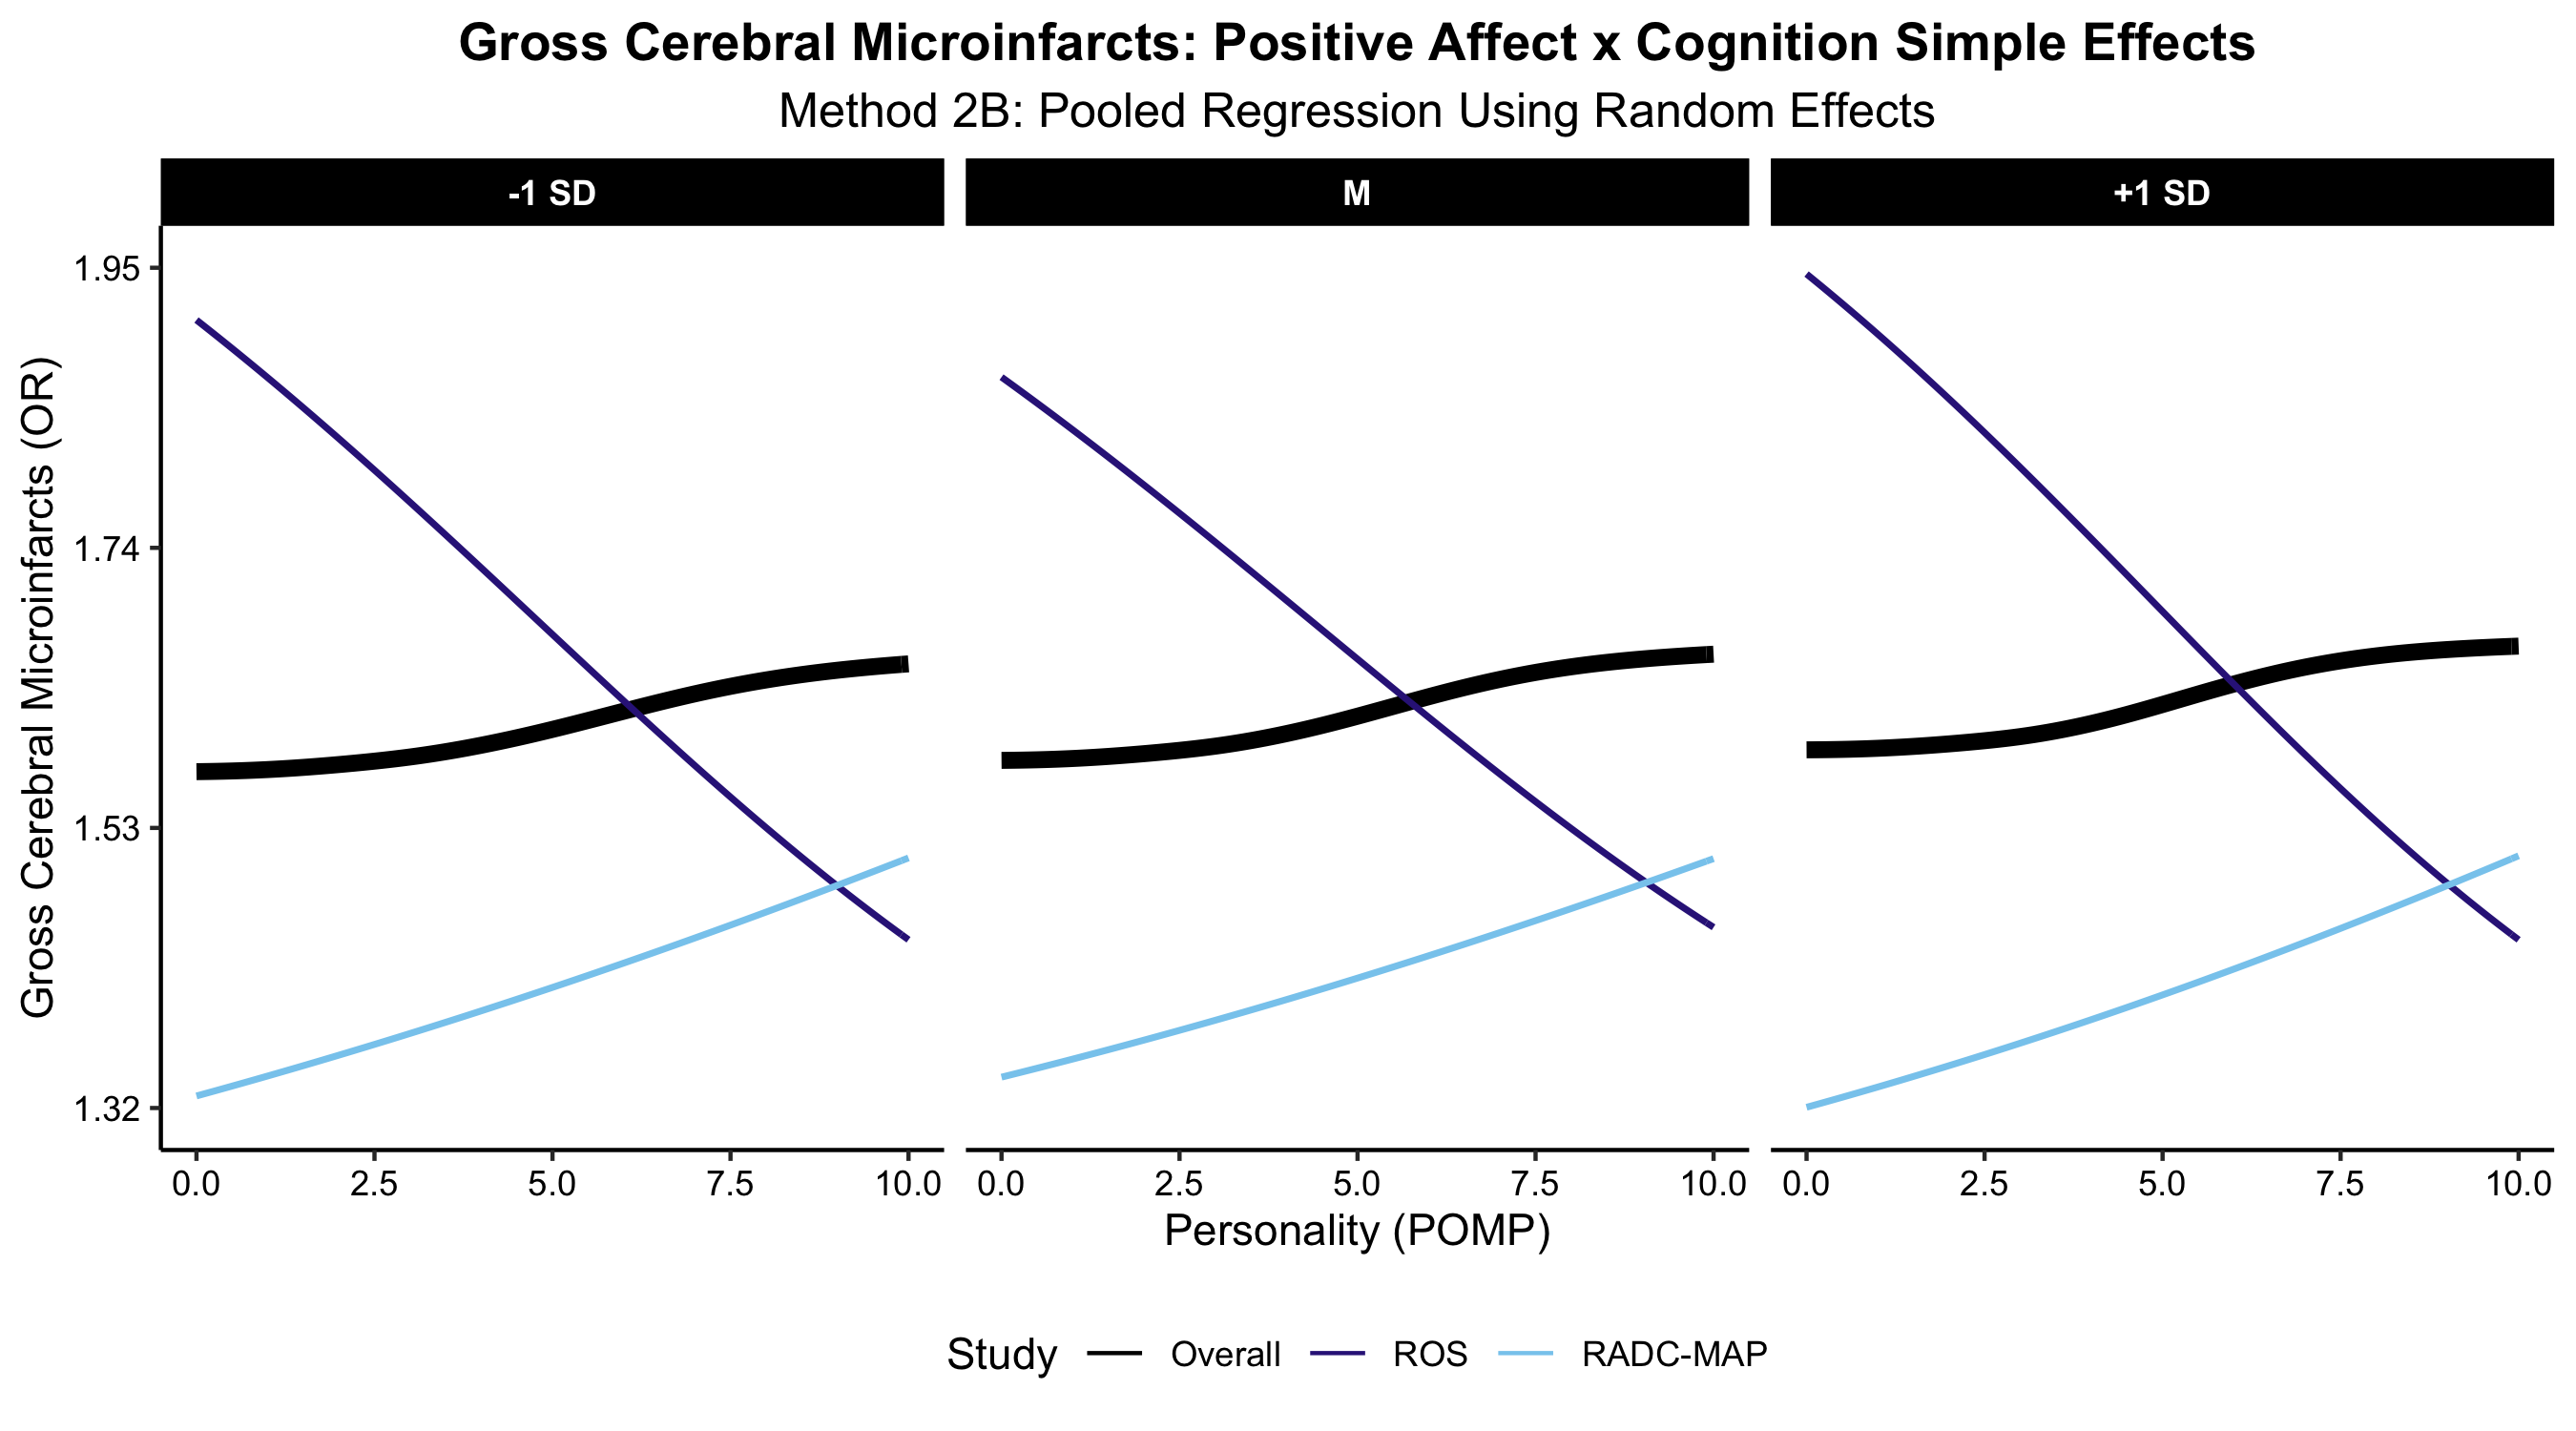 Gross Cerebral Microinfarcts: Positive Affect x Cognition Simple Effects
Method 2B: Pooled Regression Using Random Effects
-1 SD
M
+1 SD
Gross Cerebral Microinfarcts (OR)
1.95
1.74
1.53
1.32
0.0 2.5 5.0 7.5 10.0
0.0 2.5 5.0 7.5 10.0
0.0 2.5 5.0 7.5 10.0
Personality (POMP)
Study Overall ROS RADC-MAP